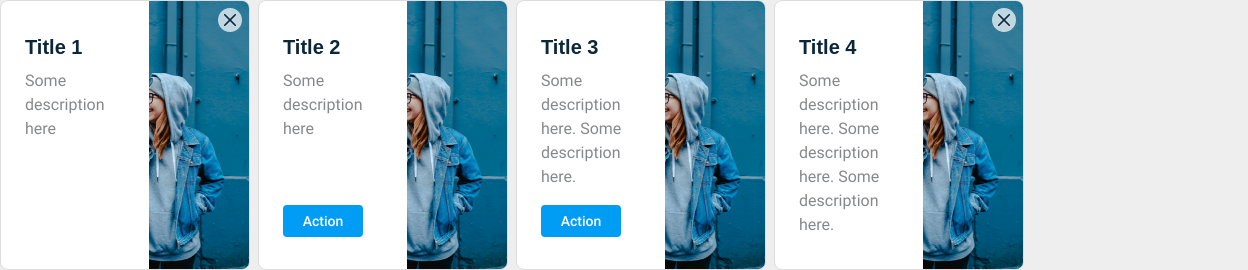 Title 1
Some
description
here
Title 2
Some
description
here
Action
Title 3
Some
description
here. Some
description
here.
Action
Title 4
Some
description
here. Some
description
here. Some
description
here.